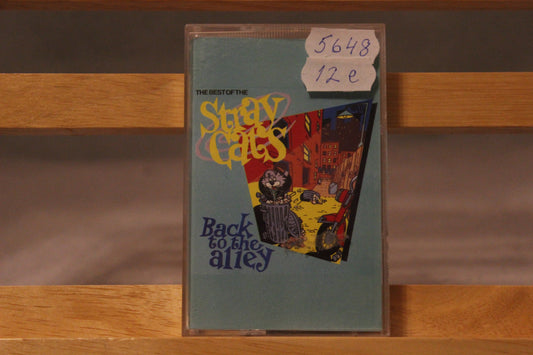 5648
12 e
THE BEST OF THE
Stray
Cats
Back
to the
alley